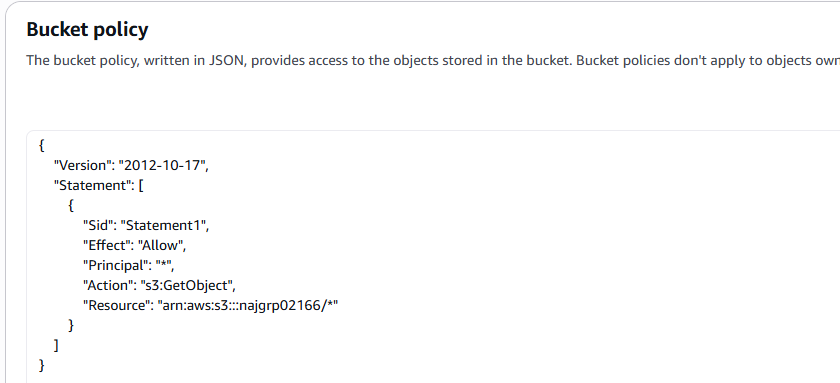 Bucket policy
The bucket policy, written in JSON, provides access to the objects stored in the bucket. Bucket policies don't apply to objects own
{
"Version": "2012-10-17",
"Statement": [
{
"Sid": "Statement1",
"Effect": "Allow",
"Principal": "*",
"Action": "s3:GetObject",
"Resource": "arn:aws:s3:::najgrp02166/*"
}
]
}